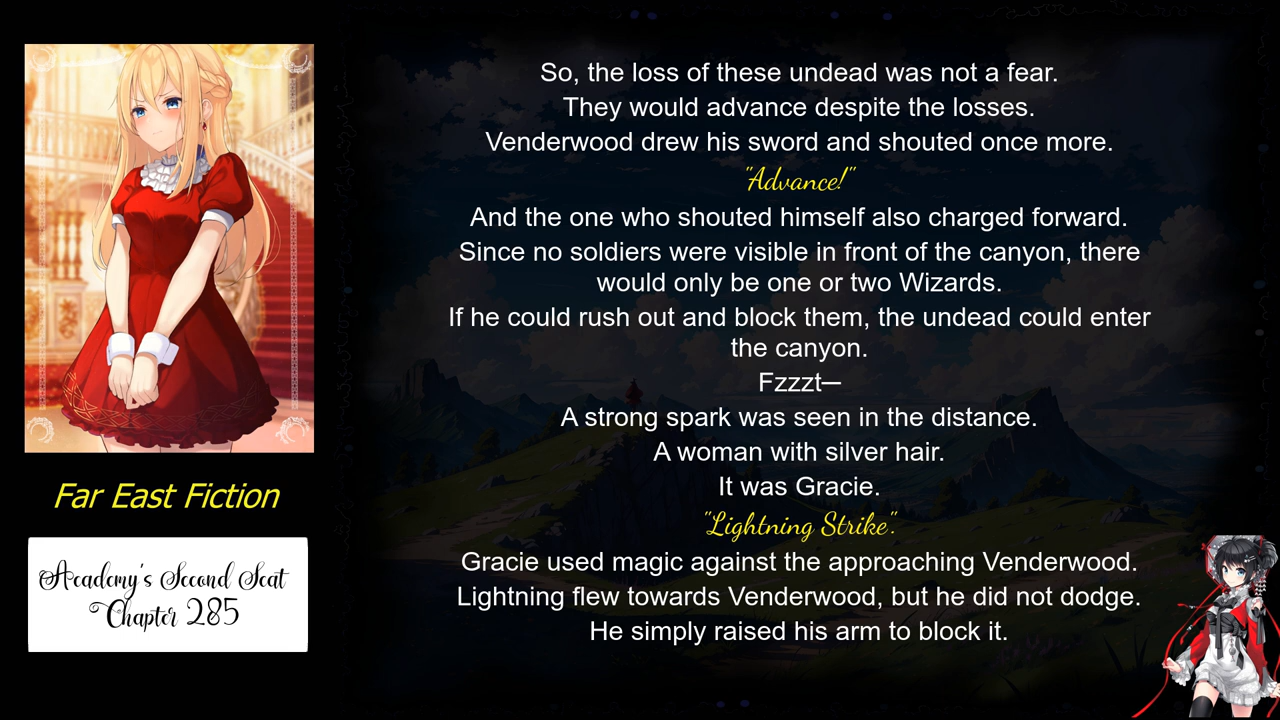 Far East Fiction
Academy's Second Seat
Chapter 285
So, the loss of these undead was not a fear.
They would advance despite the losses.
Venderwood drew his sword and shouted once more.
"Advance!"
And the one who shouted himself also charged forward.
Since no soldiers were visible in front of the canyon, there
would only be one or two Wizards.
If he could rush out and block them, the undead could enter
the canyon.
Fzzzt—
A strong spark was seen in the distance.
A woman with silver hair.
It was Gracie.
"Lightning Strike".
Gracie used magic against the approaching Venderwood.
Lightning flew towards Venderwood, but he did not dodge.
He simply raised his arm to block it.